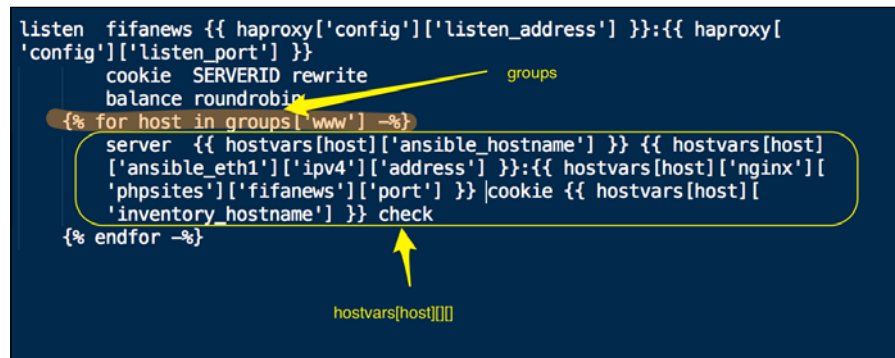 listen  fifanews {{ haproxy['config']['listen_address'] }}:{{ haproxy[
'config']['listen_port'] }}
cookie  SERVERID rewrite
groups
balance roundrobin
{% for host in groups['www'] -%}
server  {{ hostvars[host]['ansible_hostname'] }} {{ hostvars[host]
['ansible_eth1']['ipv4']['address'] }}:{{ hostvars[host]['nginx'][
'phpsites']['fifanews']['port'] }} cookie {{ hostvars[host][
'inventory_hostname'] }} check
{% endfor -%}
hostvars[host][][]